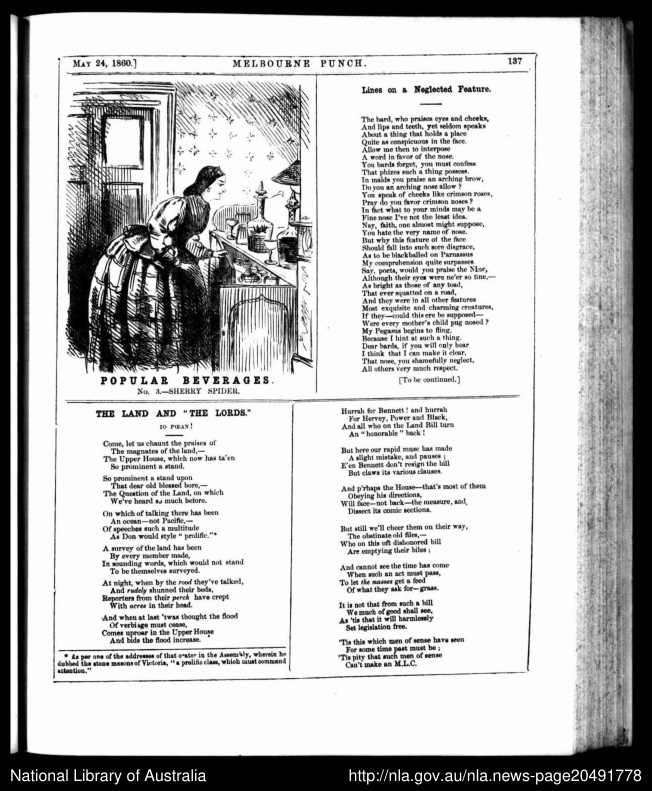 MAY 24, 1860.]
MELBOURNE PUNCH.
137
POPULAR BEVERAGES.
No. 3.—SHERRY SPIDER.
Lines on a Neglected Feature.
The bard, who praises eyes and cheeks,
And lips and teeth, yet seldom speaks
About a thing that holds a place
Quite as conspicuous in the face.
Allow me then to interpose
A word in favor of the nose.
You bards forget, you must confess
That phizes such a thing possess.
In maids you praise an arching brow,
Do you an arching nose allow?
You speak of cheeks like crimson roses,
Pray do you favor crimson noses?
In fact what to your minds may be a
Fine nose I've not the least idea.
Nay, faith, one almost might suppose,
You hate the very name of nose.
But why this feature of the face
Should fall into such sore disgrace,
As to be blackballed on Parnassus
My comprehension quite surpasses.
Say, poets, would you praise the Nine,
Although their eyes were ne'er so fine,—
As bright as those of any toad,
That ever squatted on a road,
And they were in all other features
Most exquisite and charming creatures,
If they—could this ere be supposed—
Were every mother's child pug nosed?
My Pegasus begins to fling,
Because I hint at such a thing.
Dear bards, if you will only hear
I think that I can make it clear,
That nose, you shamefully neglect,
All others very much respect.
[To be continued.]
THE LAND AND "THE LORDS."
IO PŒAN!
Come, let us chaunt the praises of
The magnates of the land,—
The Upper House, which now has ta'en
So prominent a stand.
So prominent a stand upon
That dear old blessed bore,—
The Question of the Land, on which
We've heard so much before.
On which of talking there has been
An ocean—not Pacific,—
Of speeches such a multitude
As Don would style "prolific."*
A survey of the land has been
By every member made,
In sounding words, which would not stand
To be themselves surveyed.
At night, when by the rood they've talked,
And rudely shunned their bods,
Reporters from their perch have crept
With acres in their head.
And when at last 'twas thought the flood
Of verbiage must cease,
Comes uproar in the Upper House
And bids the flood increase.
* As per one of the addresses of that orator in the Assembly, wherein he
dubbed the stone masons of Victoria, "a prolific class, which must command
attention."
Hurrah for Bennett! and hurrah
For Hervey, Power and Black,
And all who on the Land Bill turn
An "honorable" back!
But here our rapid muse has made
A slight mistake, and pauses;
E'en Bennett don't resign the bill
But claws its various clauses.
And p'rhaps the House—that's most of them
Obeying his directions,
Will face—not back—the measure, and,
Dissect its comic sections.
But still we'll cheer them on their way,
The obstinate old files,—
Who on this oft dishonored bill
Are emptying their biles;
And cannot see the time has come
When such an act must pass,
To let the masses get a feed
Of what they ask for—grass.
It is not that from such a bill
We much of good shall see,
As 'tis that it will harmlessly
Set legislation free.
'Tis this which men of sense have seen
For some time past must be;
'Tis pity that such men of sense
Can't make an M.L.C.
National Library of Australia
http://nla.gov.au/nla.news-page20491778